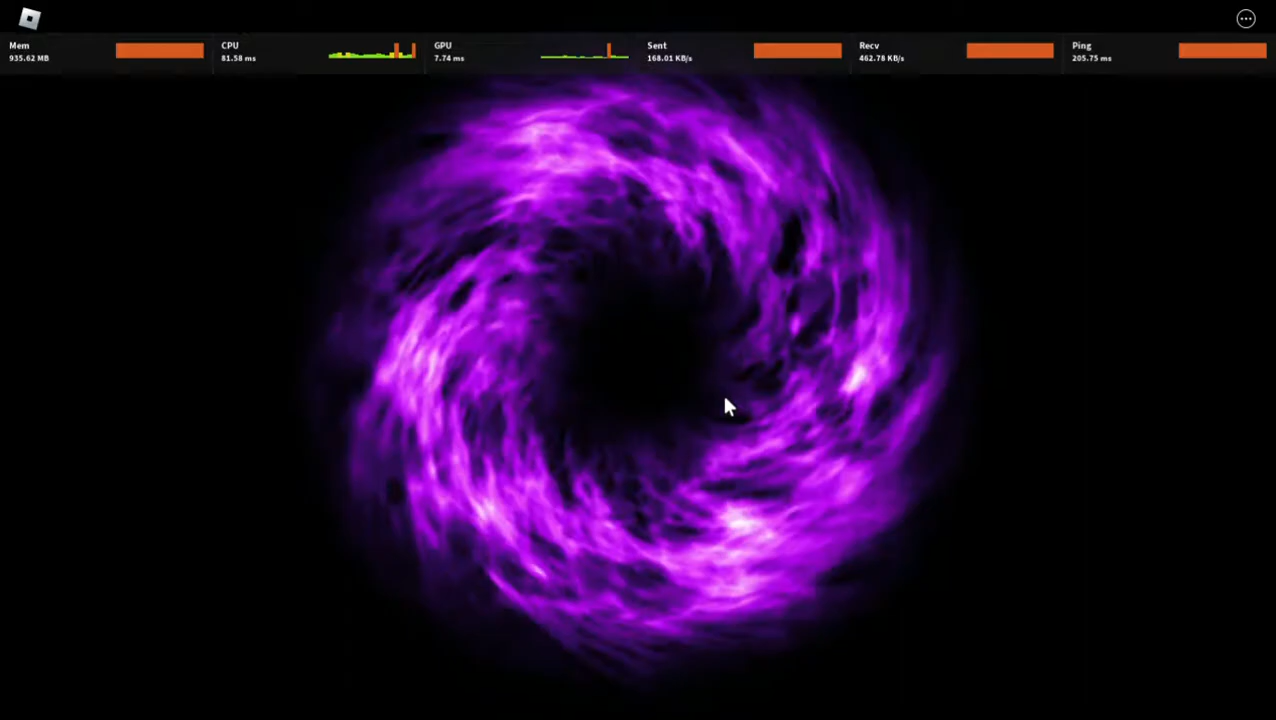 Mem CPU GPU Sent Recv Ping
935.62 MB 81.58 ms 7.74 ms 168.01 KB/s 462.78 KB/s 205.75 ms